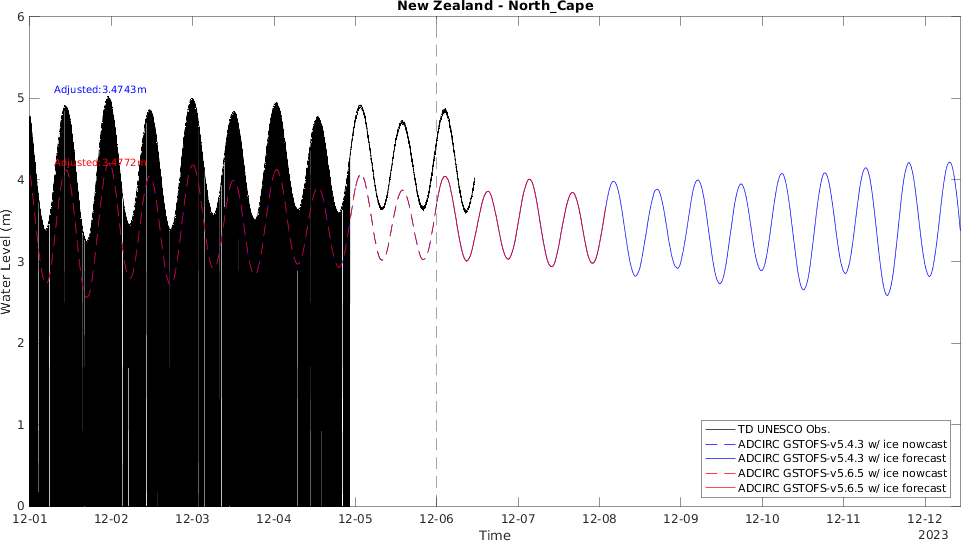 New Zealand - North_Cape
6
5
4
3
2
1
0
Water Level (m)
Adjusted:3.4743m
Adjusted:3.4772m
TD UNESCO Obs.
ADCIRC GSTOFS-v5.4.3 w/ ice nowcast
ADCIRC GSTOFS-v5.4.3 w/ ice forecast
ADCIRC GSTOFS-v5.6.5 w/ ice nowcast
ADCIRC GSTOFS-v5.6.5 w/ ice forecast
12-01 12-02 12-03 12-04 12-05 12-06 12-07 12-08 12-09 12-10 12-11 12-12
Time
2023